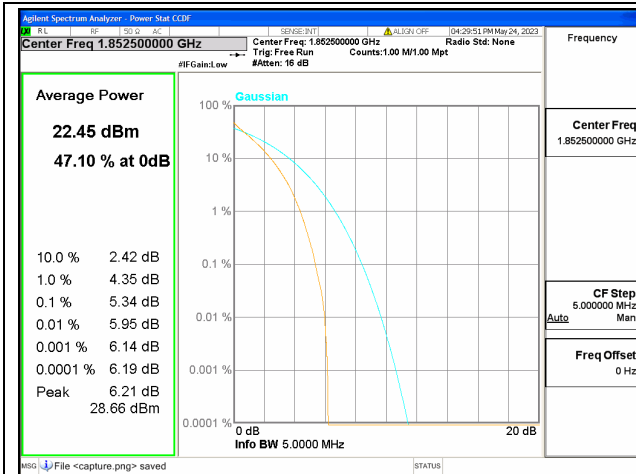 Agilent Spectrum Analyzer - Power Stat CCDF
RL RF 50 Ω AC SENSE:INT ALIGN OFF 04:29:51 PM May 24, 2023
Center Freq 1.852500000 GHz
Center Freq: 1.852500000 GHz Radio Std: None
Trig: Free Run Counts:1.00 M/1.00 Mpt
#IFGain:Low #Atten: 16 dB
Frequency
Average Power
22.45 dBm
47.10 % at 0dB
10.0 % 2.42 dB
1.0 % 4.35 dB
0.1 % 5.34 dB
0.01 % 5.95 dB
0.001 % 6.14 dB
0.0001 % 6.19 dB
Peak 6.21 dB
28.66 dBm
Gaussian
100 %
10 %
1 %
0.1 %
0.01 %
0.001 %
0.0001 %
0 dB 20 dB
Info BW 5.0000 MHz
Center Freq
1.852500000 GHz
CF Step
5.000000 MHz
Auto Man
Freq Offset
0 Hz
MSG File <capture.png> saved STATUS